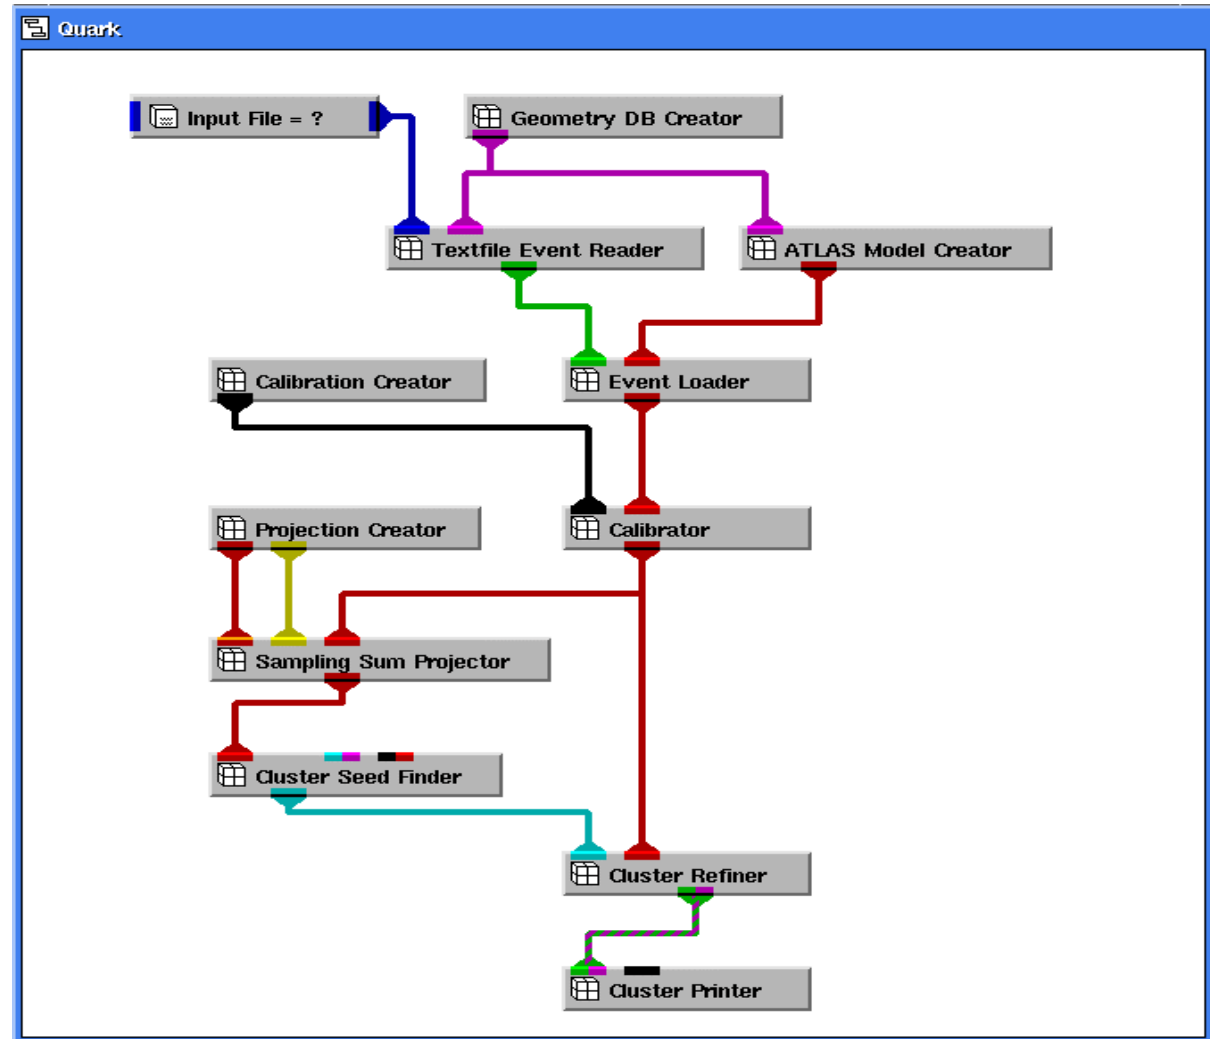 Quark
Input File = ?
Geometry DB Creator
Textfile Event Reader
ATLAS Model Creator
Calibration Creator
Event Loader
Projection Creator
Calibrator
Sampling Sum Projector
Cluster Seed Finder
Cluster Refiner
Cluster Printer